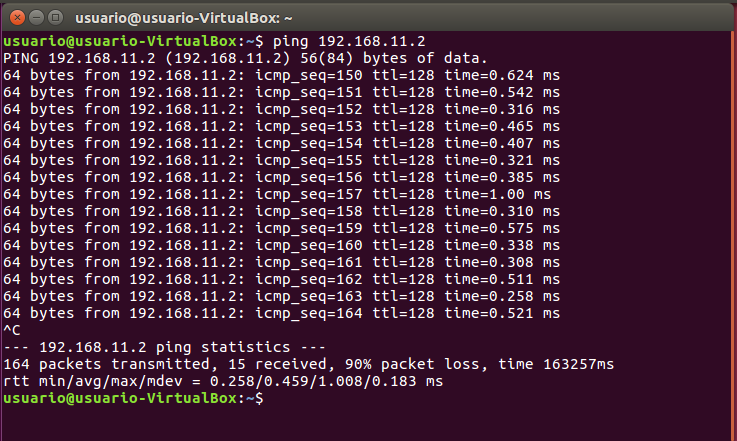 usuario@usuario-VirtualBox: ~
usuario@usuario-VirtualBox:~$ ping 192.168.11.2
PING 192.168.11.2 (192.168.11.2) 56(84) bytes of data.
64 bytes from 192.168.11.2: icmp_seq=150 ttl=128 time=0.624 ms
64 bytes from 192.168.11.2: icmp_seq=151 ttl=128 time=0.542 ms
64 bytes from 192.168.11.2: icmp_seq=152 ttl=128 time=0.316 ms
64 bytes from 192.168.11.2: icmp_seq=153 ttl=128 time=0.465 ms
64 bytes from 192.168.11.2: icmp_seq=154 ttl=128 time=0.407 ms
64 bytes from 192.168.11.2: icmp_seq=155 ttl=128 time=0.321 ms
64 bytes from 192.168.11.2: icmp_seq=156 ttl=128 time=0.385 ms
64 bytes from 192.168.11.2: icmp_seq=157 ttl=128 time=1.00 ms
64 bytes from 192.168.11.2: icmp_seq=158 ttl=128 time=0.310 ms
64 bytes from 192.168.11.2: icmp_seq=159 ttl=128 time=0.575 ms
64 bytes from 192.168.11.2: icmp_seq=160 ttl=128 time=0.338 ms
64 bytes from 192.168.11.2: icmp_seq=161 ttl=128 time=0.308 ms
64 bytes from 192.168.11.2: icmp_seq=162 ttl=128 time=0.511 ms
64 bytes from 192.168.11.2: icmp_seq=163 ttl=128 time=0.258 ms
64 bytes from 192.168.11.2: icmp_seq=164 ttl=128 time=0.521 ms
^C
--- 192.168.11.2 ping statistics ---
164 packets transmitted, 15 received, 90% packet loss, time 163257ms
rtt min/avg/max/mdev = 0.258/0.459/1.008/0.183 ms
usuario@usuario-VirtualBox:~$